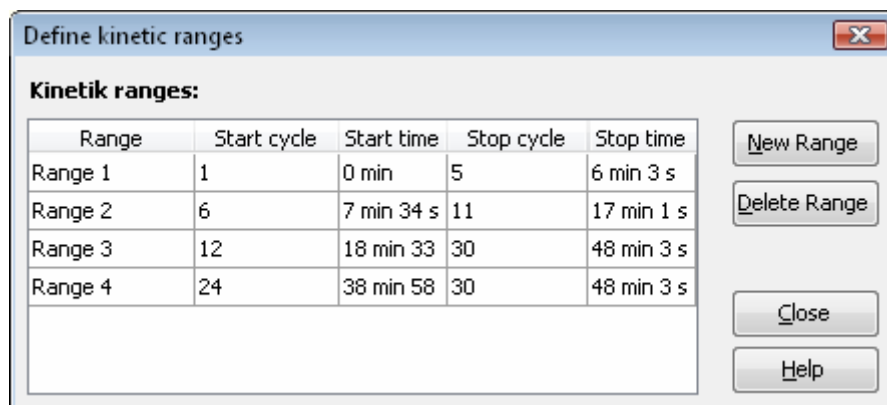 Define kinetic ranges
Kinetik ranges:
Range Start cycle Start time Stop cycle Stop time
Range 1 1 0 min 5 6 min 3 s
Range 2 6 7 min 34 s 11 17 min 1 s
Range 3 12 18 min 33 30 48 min 3 s
Range 4 24 38 min 58 30 48 min 3 s
New Range
Delete Range
Close
Help